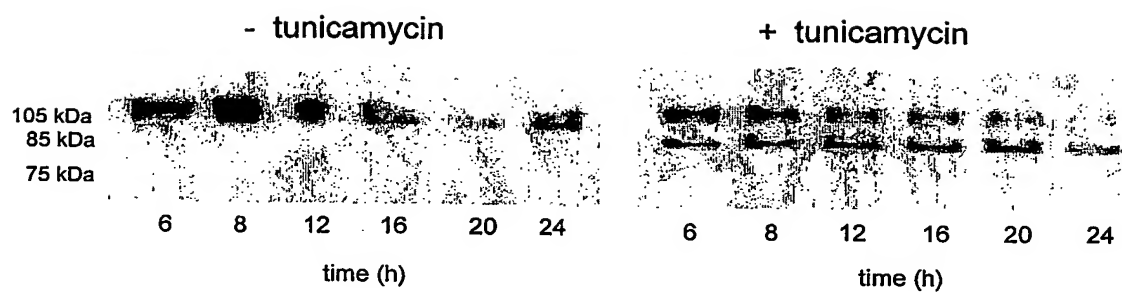 - tunicamycin
+ tunicamycin
105 kDa
85 kDa
75 kDa
6 8 12 16 20 24
6 8 12 16 20 24
time (h)
time (h)